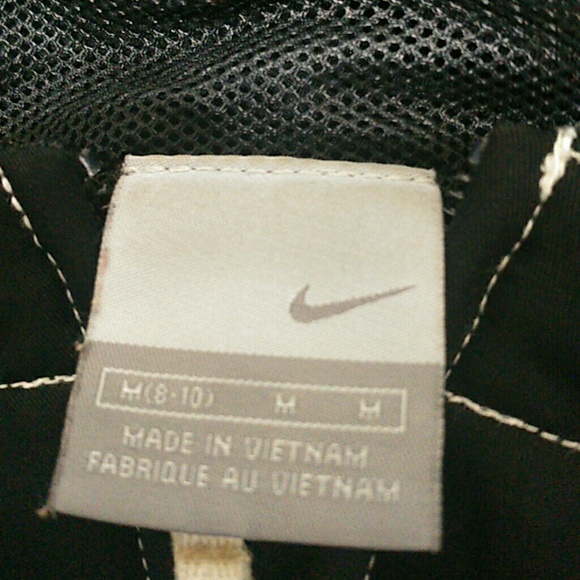 M(8-10) M M
MADE IN VIETNAM
FABRIQUE AU VIETNAM